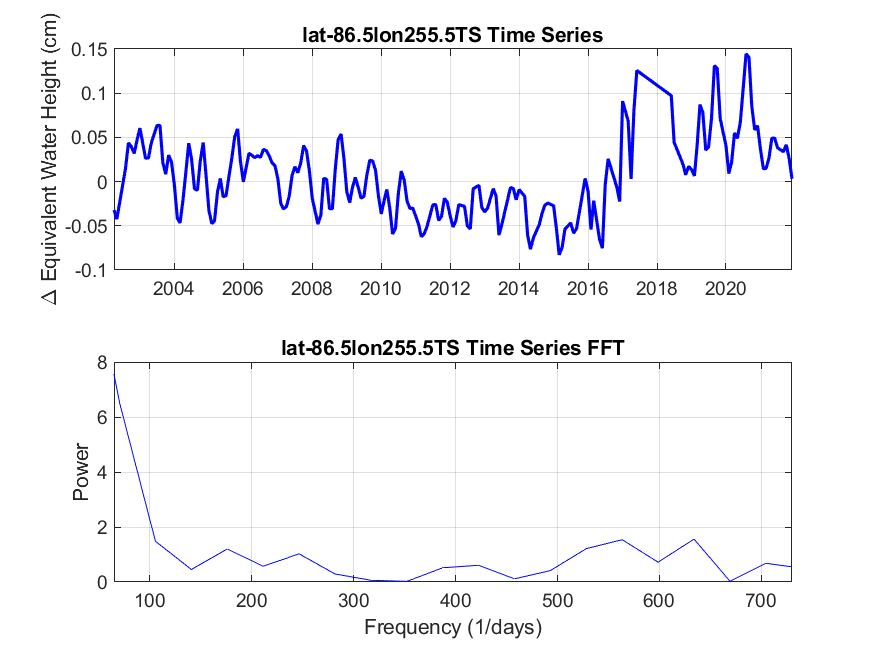 lat-86.5lon255.5TS Time Series
Δ Equivalent Water Height (cm)
0.15
0.1
0.05
0
-0.05
-0.1
2004 2006 2008 2010 2012 2014 2016 2018 2020
lat-86.5lon255.5TS Time Series FFT
Power
8
6
4
2
0
100 200 300 400 500 600 700
Frequency (1/days)